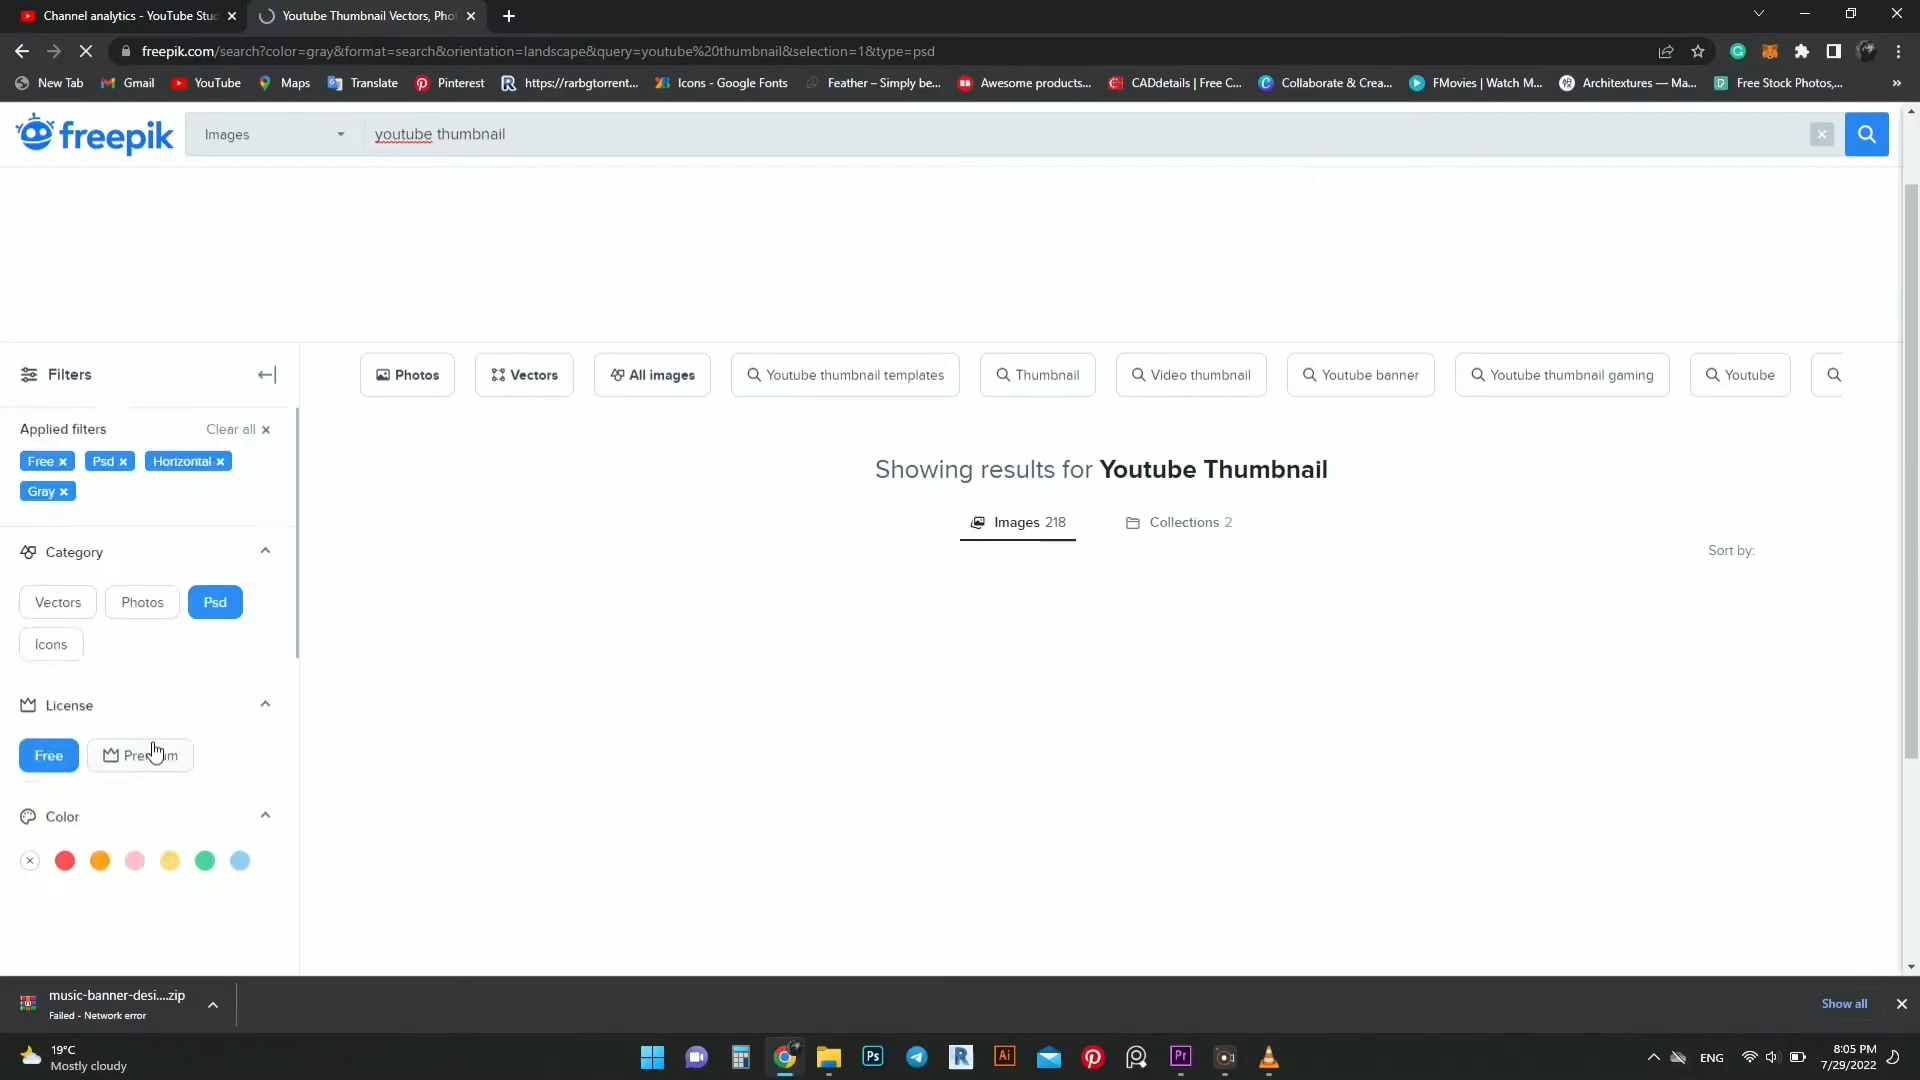 Channel analytics - YouTube Stu
Youtube Thumbnail Vectors, Pho
freepik.com/search?color=gray&format=search&orientation=landscape&query=youtube%20thumbnail&selection=1&type=psd
New Tab
Gmail
YouTube
Maps
Translate
Pinterest
https://rarbgtorrent...
Icons - Google Fonts
Feather – Simply be...
Awesome products...
CADdetails | Free C...
Collaborate & Crea...
FMovies | Watch M...
Architextures — Ma...
Free Stock Photos,...
»
freepik
Images
youtube thumbnail
Filters
Photos
Vectors
All images
Youtube thumbnail templates
Thumbnail
Video thumbnail
Youtube banner
Youtube thumbnail gaming
Youtube
Applied filters
Clear all ×
Free ×
Psd ×
Horizontal ×
Gray ×
Showing results for Youtube Thumbnail
Images 218
Collections 2
Sort by:
Category
Vectors
Photos
Psd
Icons
License
Free
Color
music-banner-desi....zip
Failed - Network error
Show all
19°C
Mostly cloudy
Ps
R
Ai
Pr
ENG
8:05 PM
7/29/2022